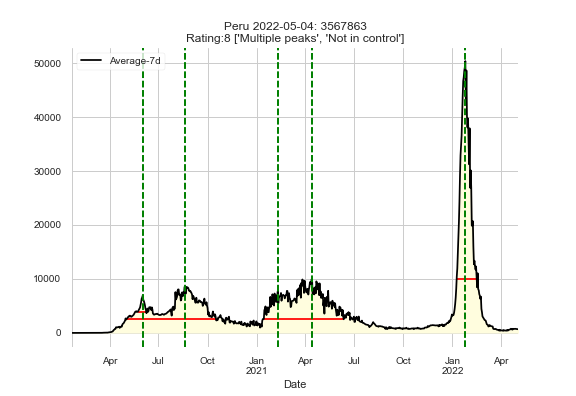 Peru 2022-05-04: 3567863
Rating:8 ['Multiple peaks', 'Not in control']
Average-7d
50000
40000
30000
20000
10000
0
Apr Jul Oct Jan Apr Jul Oct Jan Apr
2021 2022
Date